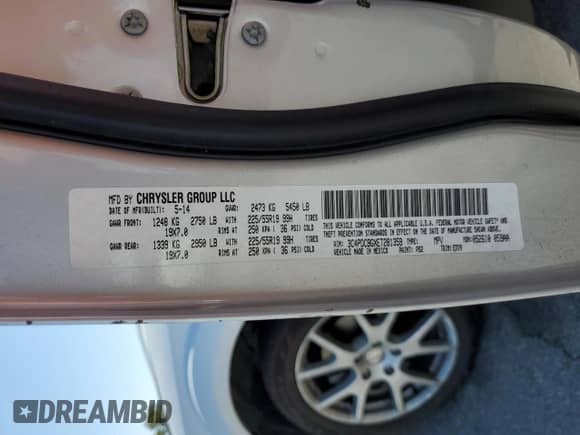 MFD BY CHRYSLER GROUP LLC
DATE OF MFR(BUILT): 5-14 GVWR: 2473 KG 5450 LB
GAWR FRONT: 1248 KG 2750 LB WITH 225/55R19 99H TIRES
19X7.0 RIMS AT 250 KPA ( 36 PSI) COLD
GAWR REAR: 1339 KG 2950 LB WITH 225/55R19 99H TIRES
19X7.0 RIMS AT 250 KPA ( 36 PSI) COLD
THIS VEHICLE CONFORMS TO ALL APPLICABLE U.S.A. FEDERAL MOTOR VEHICLE SAFETY AND
THEFT PREVENTION STANDARDS IN EFFECT ON THE DATE OF MANUFACTURE SHOWN ABOVE.
VIN: 3C4PDCBGXET281359 TYPE: MPV
VEHICLE MADE IN MEXICO PAINT: TRIM:
DREAMBID